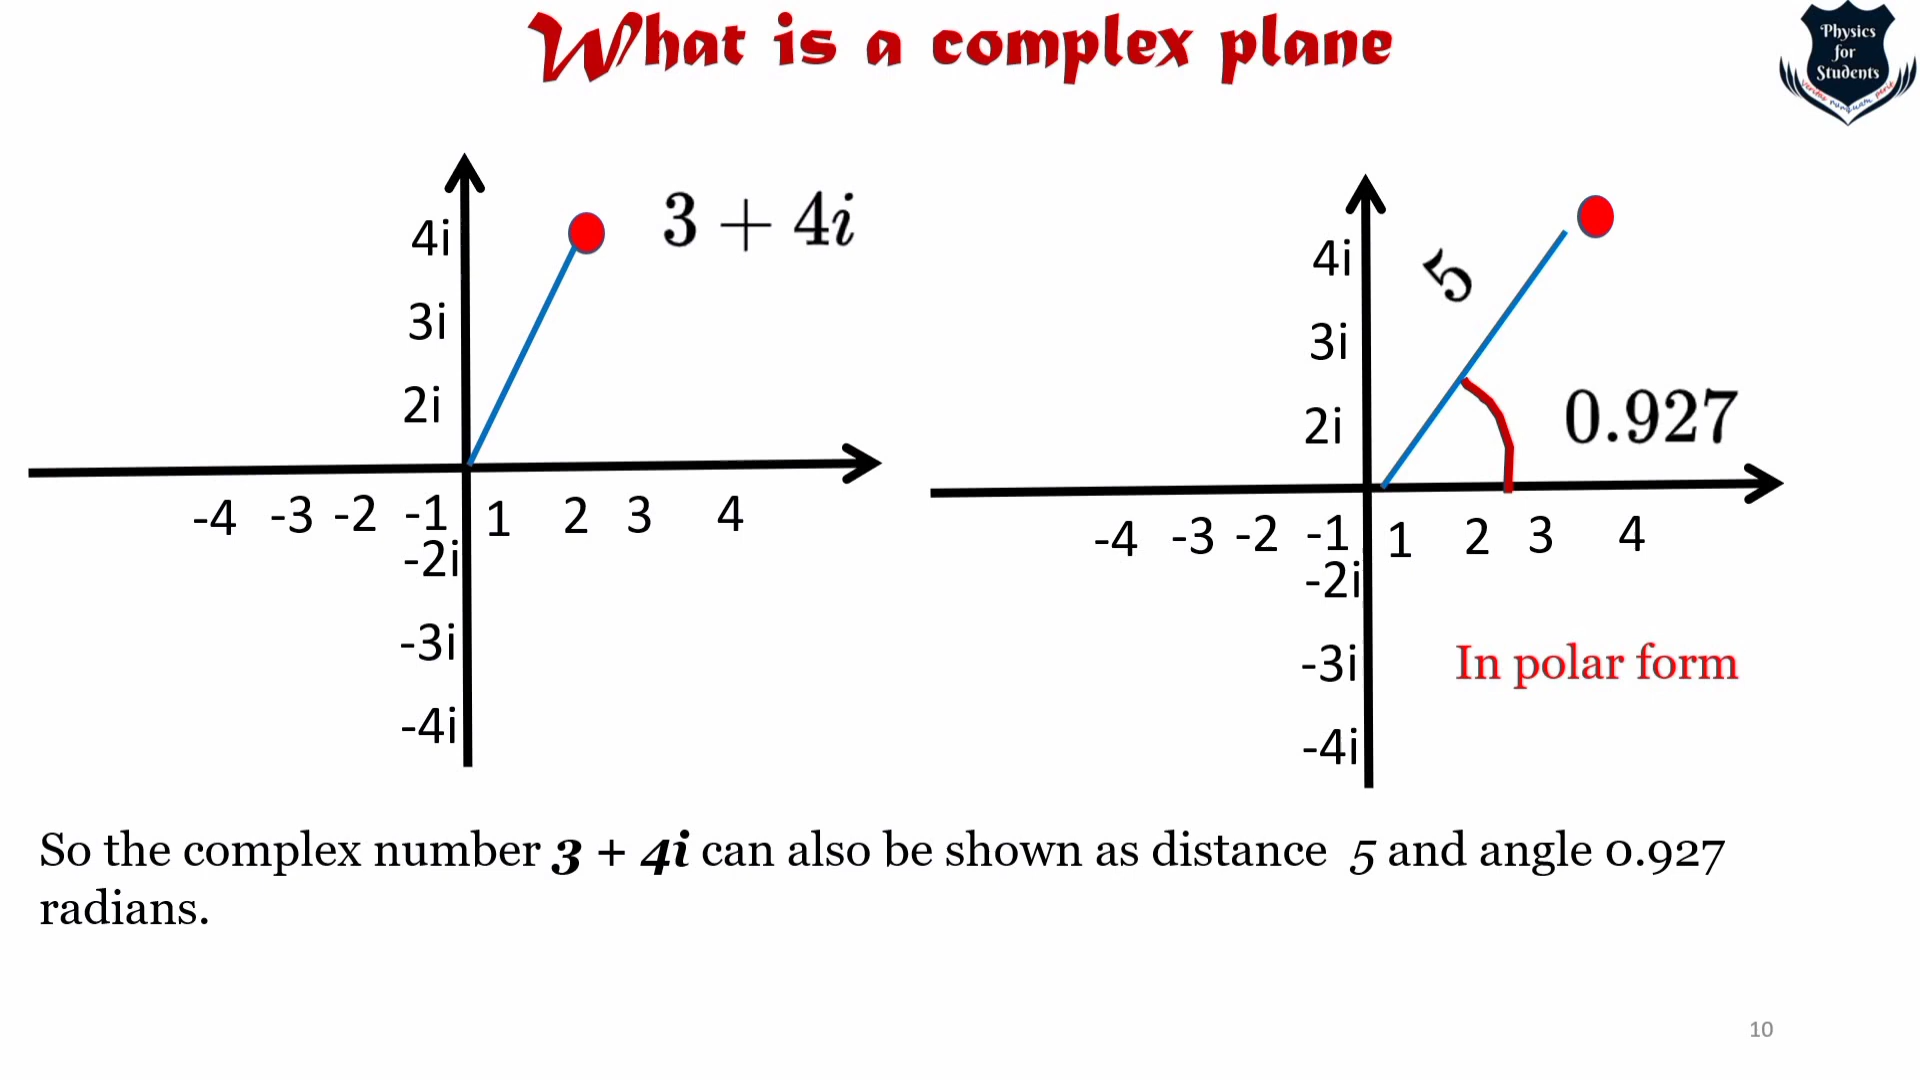 What is a complex plane
Physics
for
Students
veritas numquam perit
3 + 4i
4i
3i
2i
-4 -3 -2 -1 1 2 3 4
-2i
-3i
-4i
5
4i
3i
0.927
2i
-4 -3 -2 -1 1 2 3 4
-2i
-3i
In polar form
-4i
So the complex number 3 + 4i can also be shown as distance 5 and angle 0.927
radians.
10